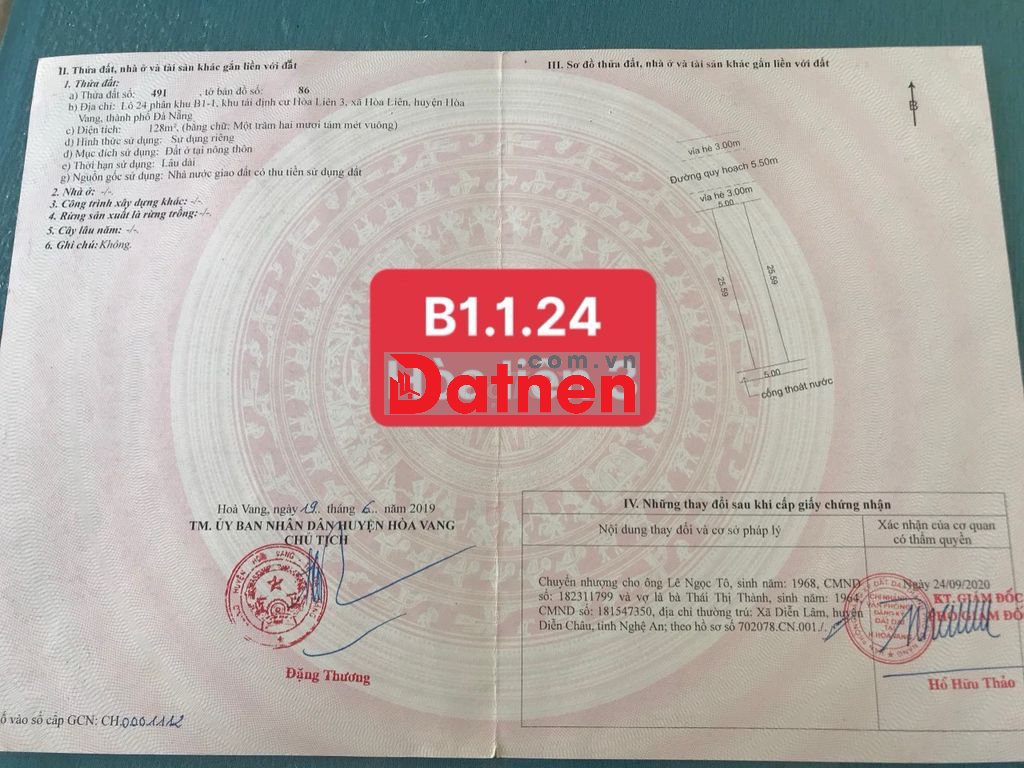 II. Thửa đất, nhà ở và tài sản khác gắn liền với đất
1. Thửa đất:
a) Thửa đất số: 491 , tờ bản đồ số: 86
b) Địa chỉ: Lô 24 phân khu B1-1, khu tái định cư Hòa Liên 3, xã Hòa Liên, huyện Hòa
Vang, thành phố Đà Nẵng
c) Diện tích: 128m², (bằng chữ: Một trăm hai mươi tám mét vuông)
d) Hình thức sử dụng: Sử dụng riêng
đ) Mục đích sử dụng: Đất ở tại nông thôn
e) Thời hạn sử dụng: Lâu dài
g) Nguồn gốc sử dụng: Nhà nước giao đất có thu tiền sử dụng đất
2. Nhà ở: -/-.
3. Công trình xây dựng khác: -/-.
4. Rừng sản xuất là rừng trồng:-/-.
5. Cây lâu năm: -/-.
6. Ghi chú: Không.
Hoà Vang, ngày 19. tháng 6.. năm 2019
TM. ỦY BAN NHÂN DÂN HUYỆN HÒA VANG
CHỦ TỊCH
Đặng Thương
ố vào sổ cấp GCN: CH.0001112
III. Sơ đồ thửa đất, nhà ở và tài sản khác gắn liền với đất
B
vỉa hè 3.00m
Đường quy hoạch 5.50m
vỉa hè 3.00m
5.00
25.59
25.59
5.00
cống thoát nước
B1.1.24
.com.vn
Datnen
IV. Những thay đổi sau khi cấp giấy chứng nhận
Nội dung thay đổi và cơ sở pháp lý
Xác nhận của cơ quan
có thẩm quyền
Chuyển nhượng cho ông Lê Ngọc Tô, sinh năm: 1968, CMND
số: 182311799 và vợ là bà Thái Thị Thành, sinh năm: 1964,
CMND số: 181547350, địa chỉ thường trú: Xã Diễn Lâm, huyện
Diễn Châu, tỉnh Nghệ An; theo hồ sơ số 702078.CN.001./.
Ngày 24/09/2020
KT. GIÁM ĐỐC
PHÓ GIÁM ĐỐ
Hồ Hữu Thảo